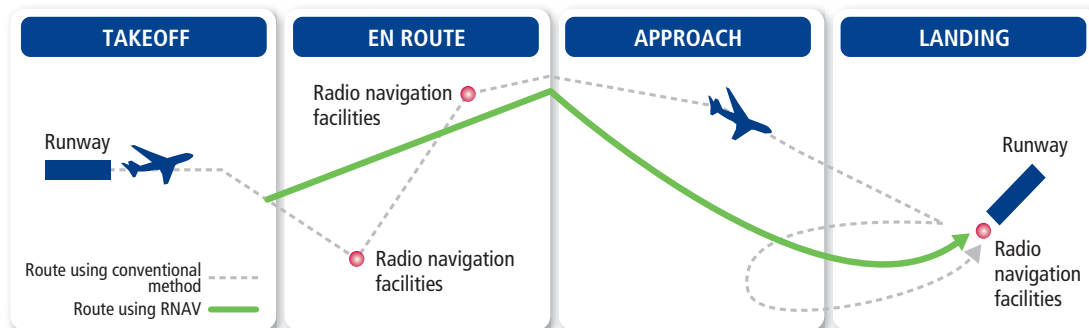 TAKEOFF
EN ROUTE
APPROACH
LANDING
Runway
Radio navigation
facilities
Radio navigation
facilities
Runway
Radio
navigation
facilities
Route using conventional
method
Route using RNAV